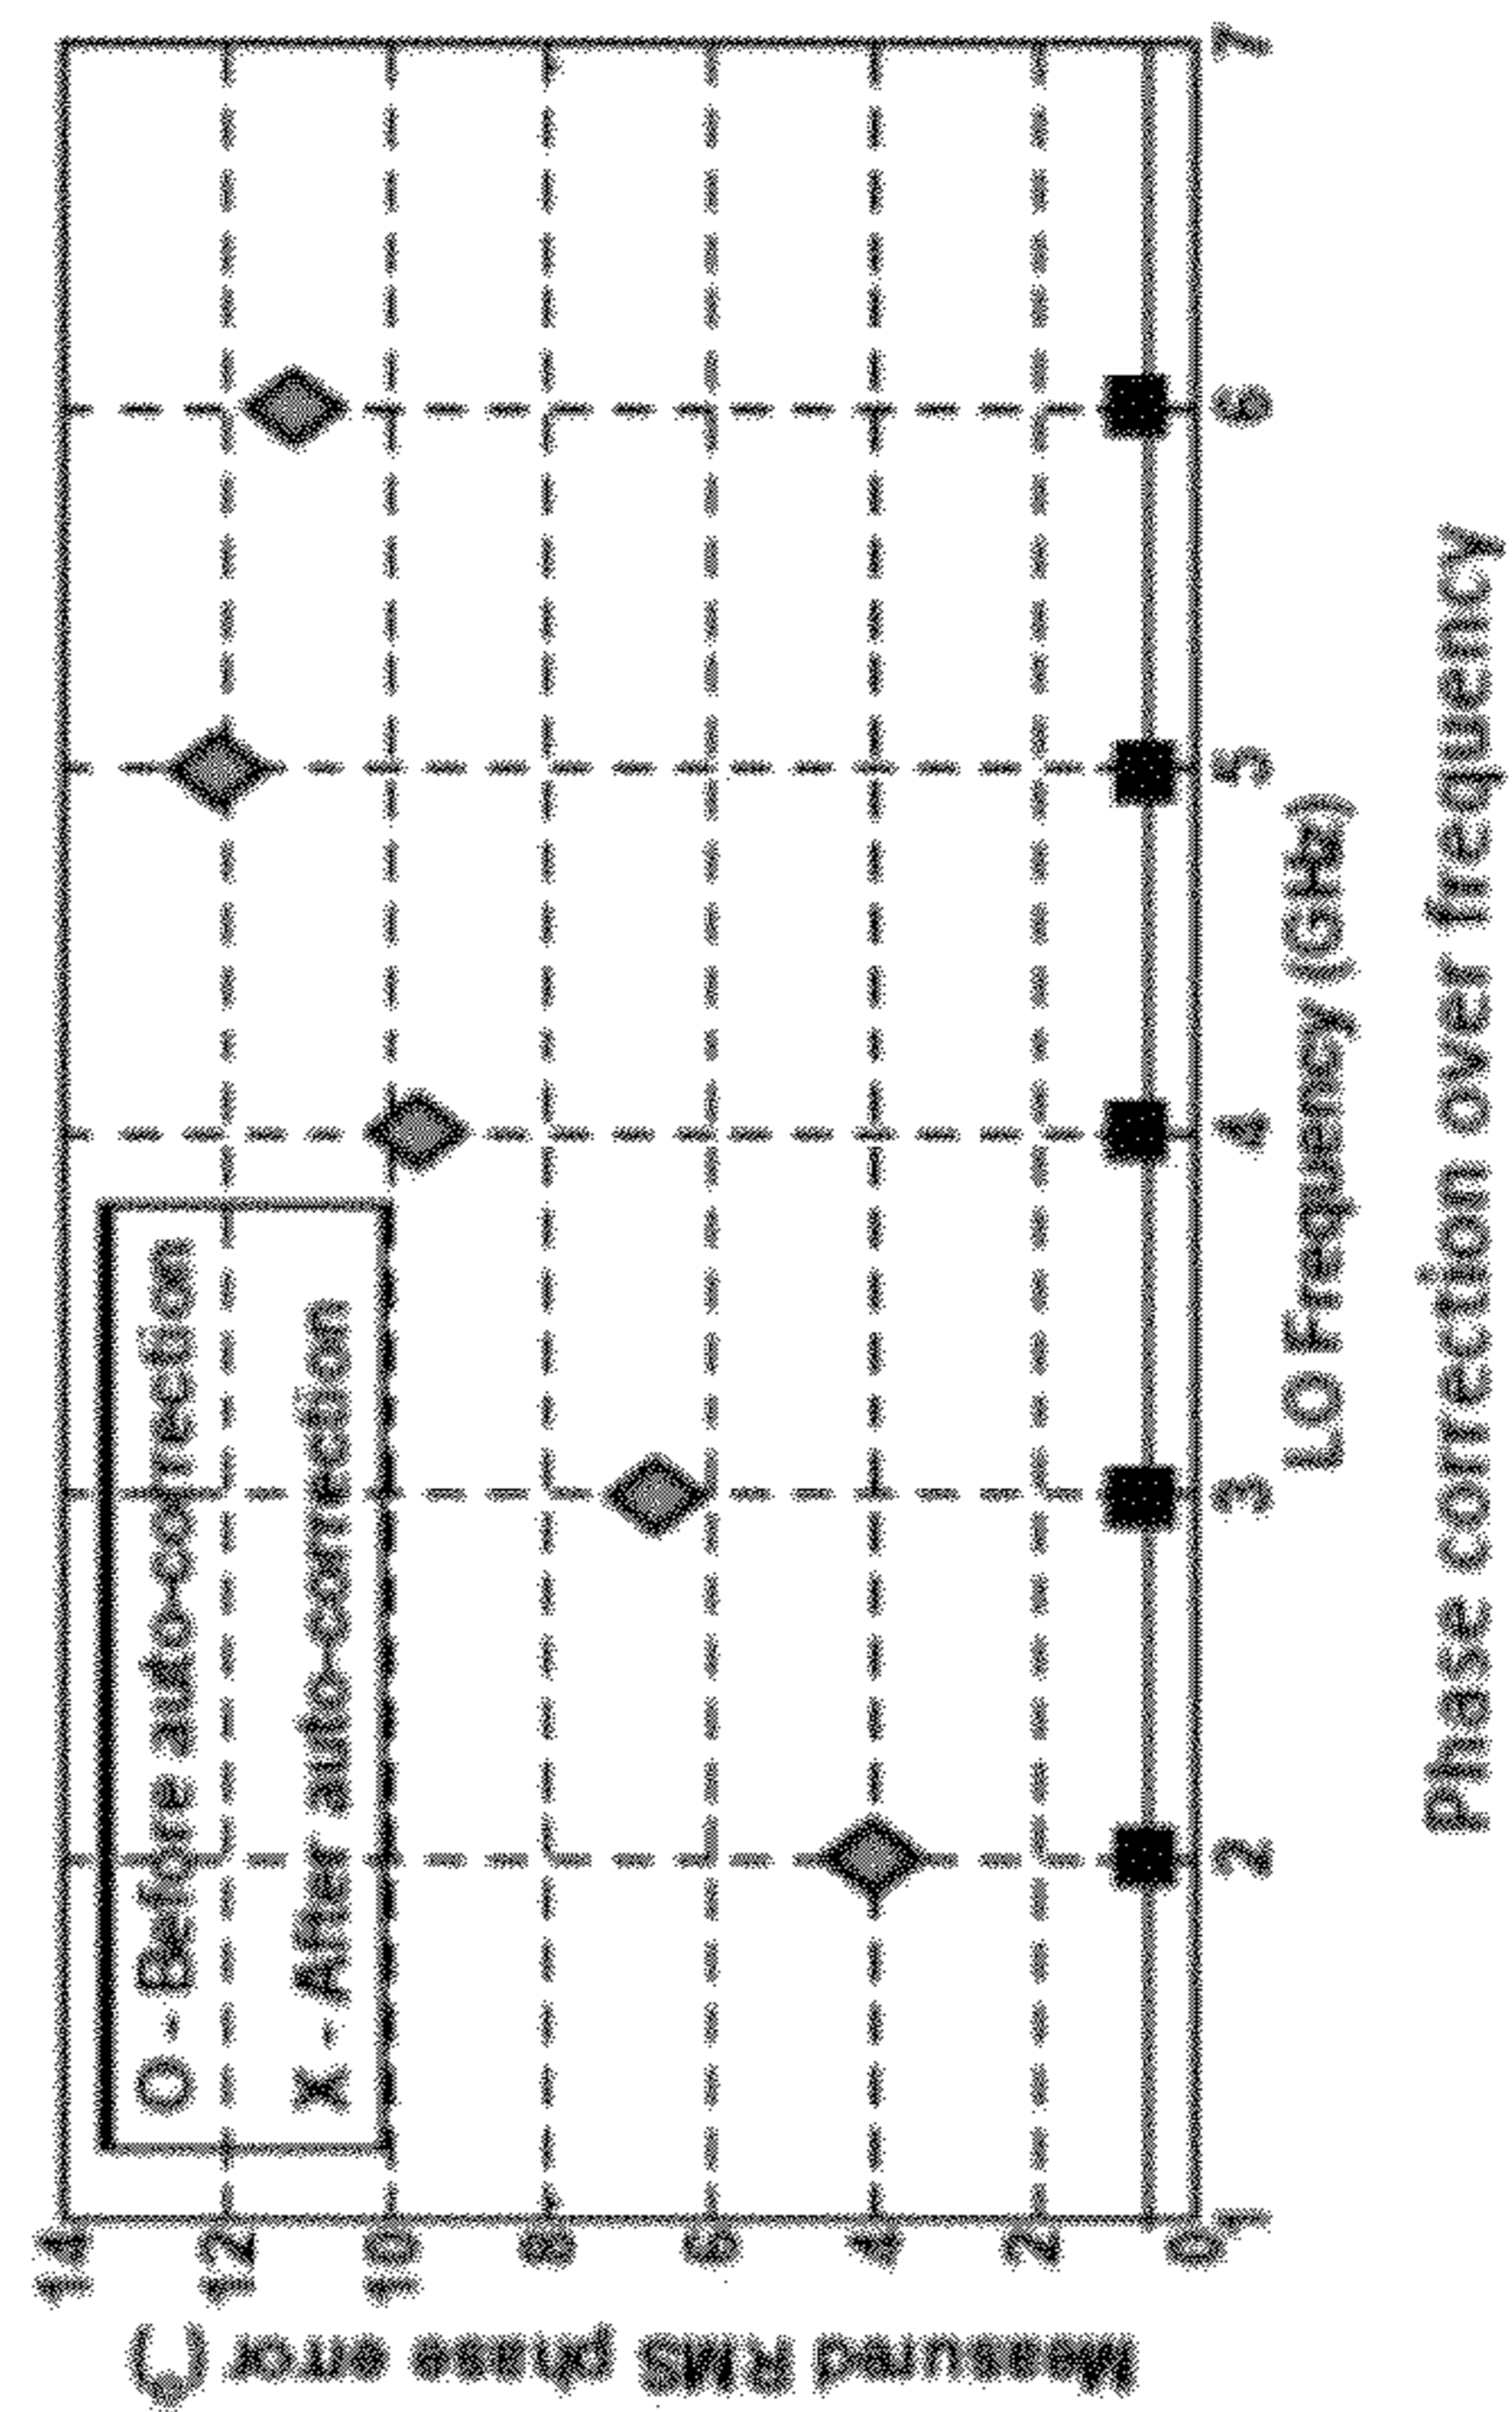 Measured RMS phase error (°)
14
12
10
8
6
4
2
0
O - Before auto-correction
X - After auto-correction
1 2 3 4 5 6 7
LO Frequency (GHz)
Phase correction over frequency